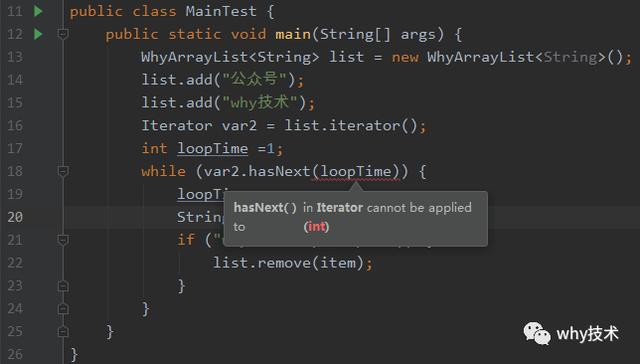 11 public class MainTest {
12 public static void main(String[] args) {
13 WhyArrayList<String> list = new WhyArrayList<String>();
14 list.add("公众号");
15 list.add("why技术");
16 Iterator var2 = list.iterator();
17 int loopTime =1;
18 while (var2.hasNext(loopTime)) {
19 loopTi
hasNext( ) in Iterator cannot be applied
20 String
to (int)
21 if ("
22 list.remove(item);
23 }
24 }
25 }
26 }
why技术